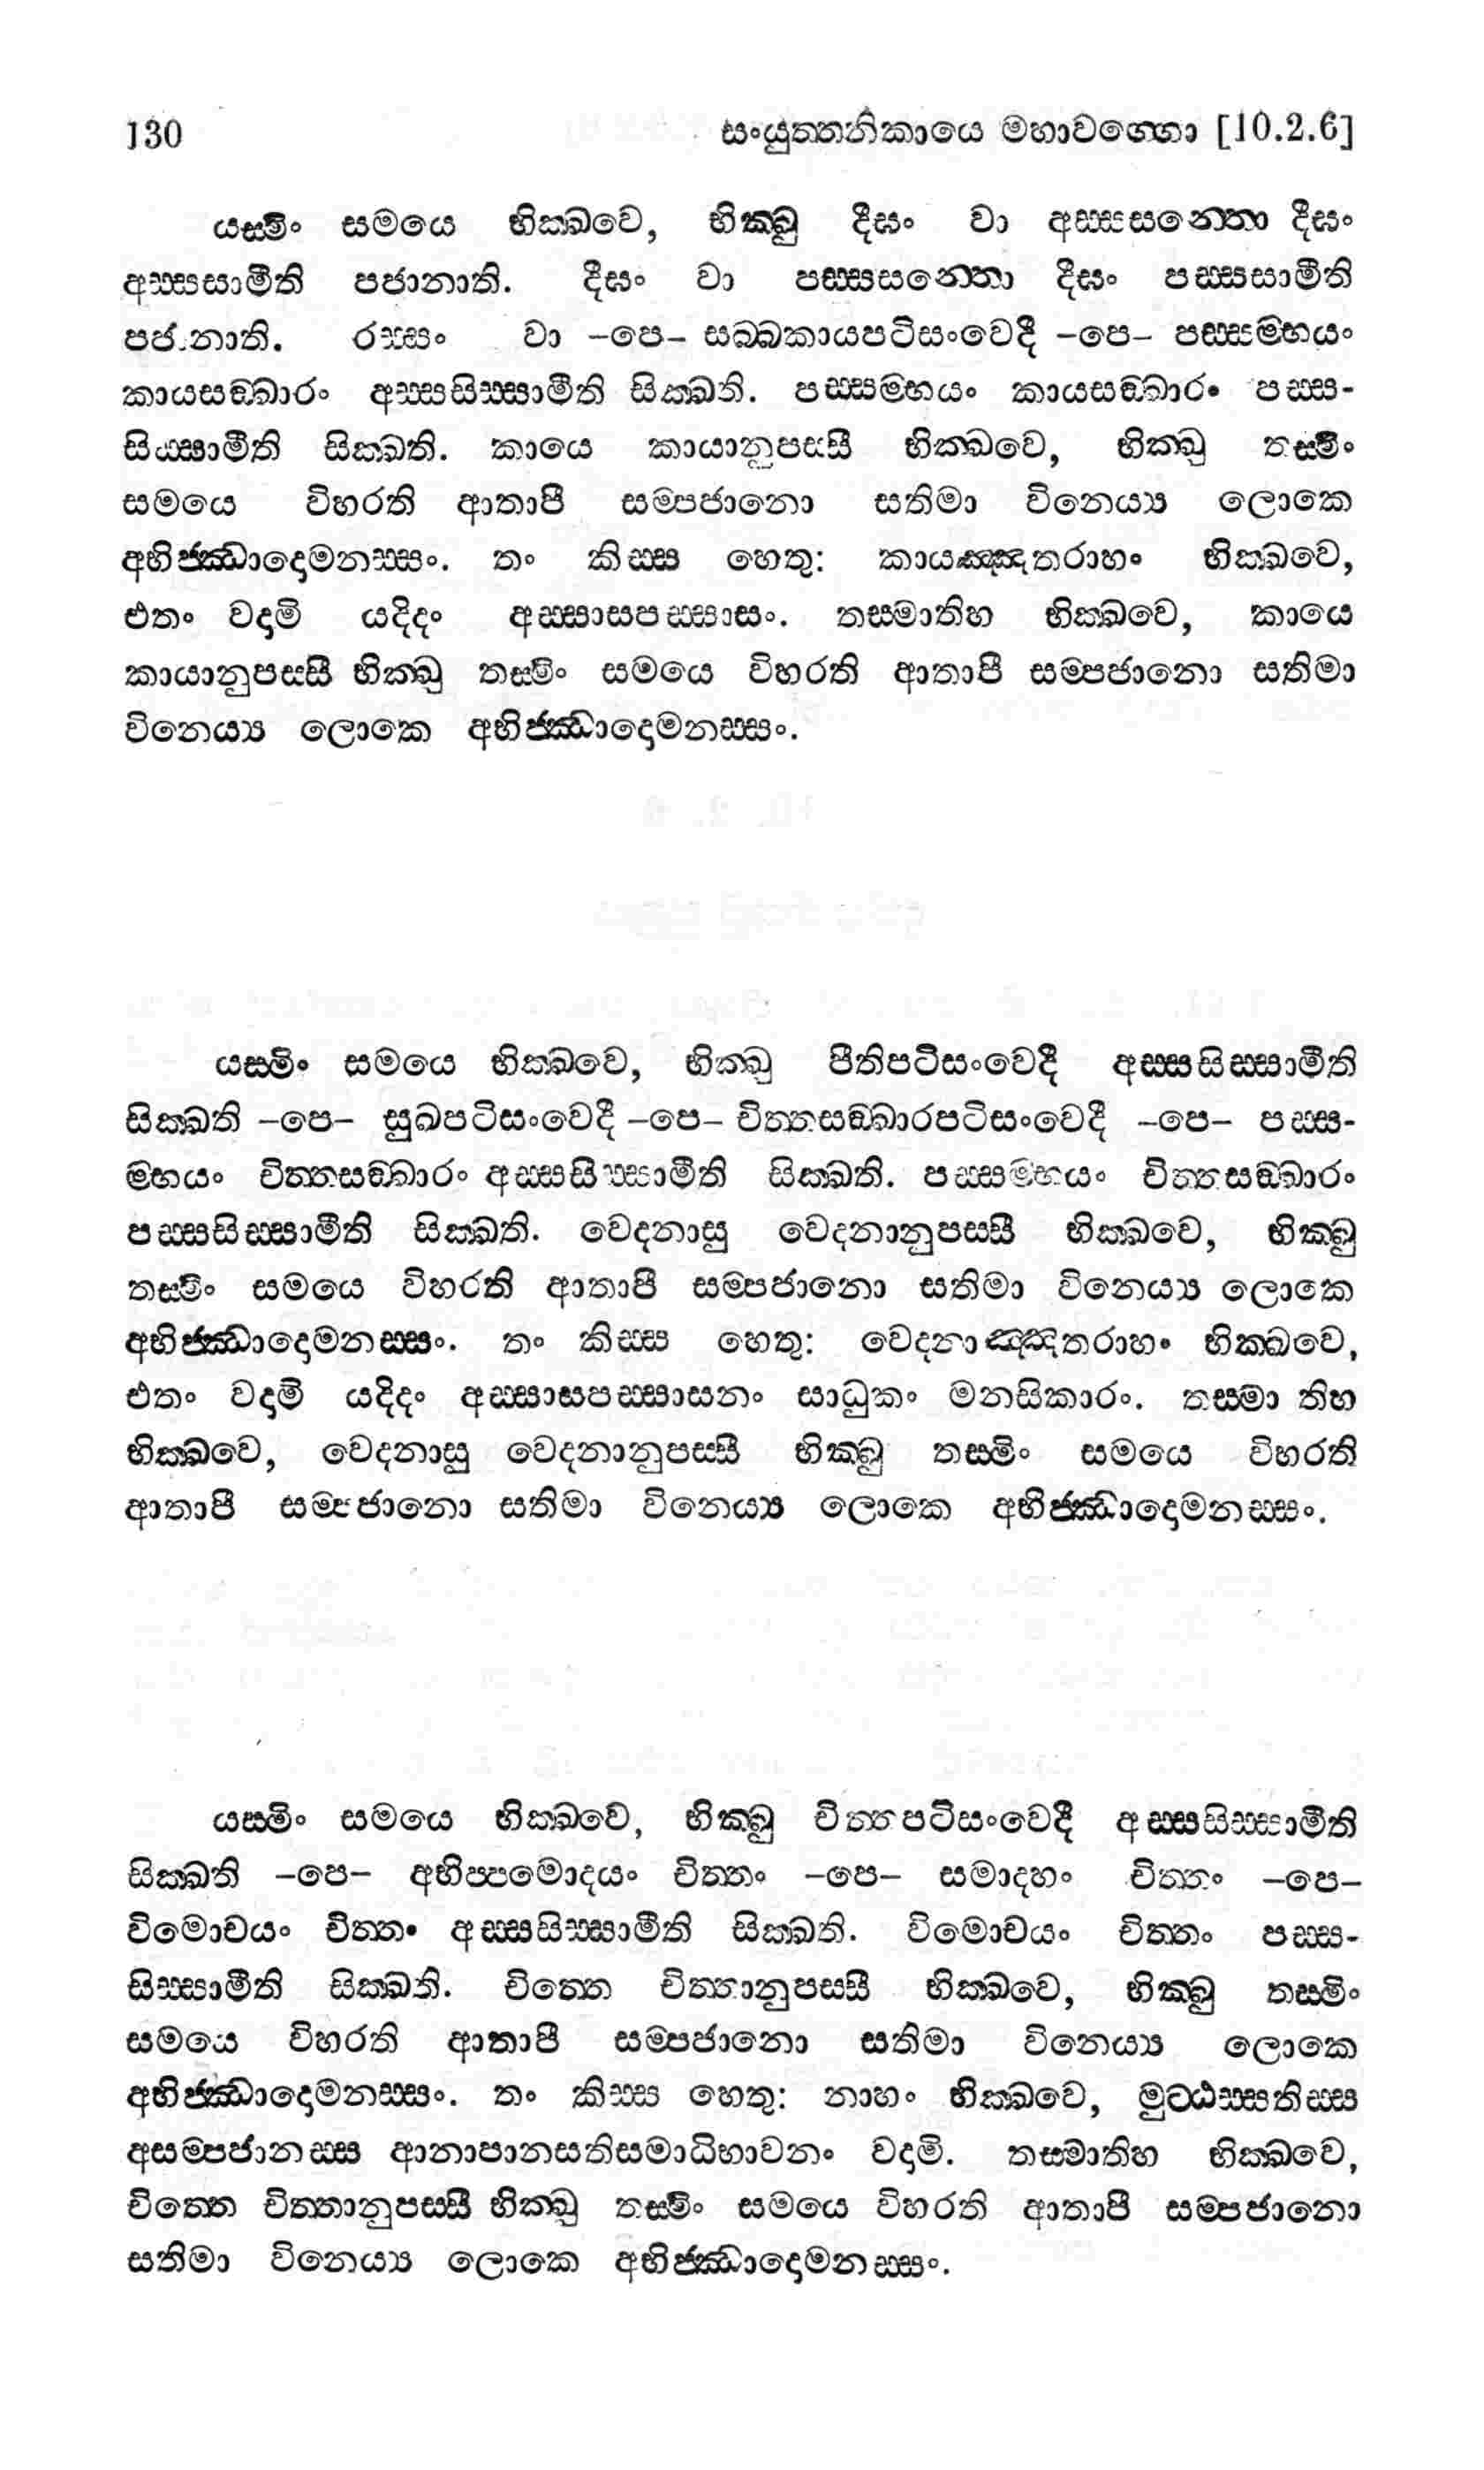 130 සංයුත්තනිකායෙ මහාවග්ගො [10.2.6]
යස්මිං සමයෙ භික්ඛවෙ, භික්ඛු දීඝං වා අස්සසන්තො දීඝං
අස්සසාමීති පජානාති. දීඝං වා පස්සසන්තො දීඝං පස්සසාමීති
පජානාති. රස්සං වා –පෙ– සබ්බකායපටිසංවෙදී –පෙ– පස්සම්භයං
කායසඞ්ඛාරං අස්සසිස්සාමීති සික්ඛති. පස්සම්භයං කායසඞ්ඛාරං පස්ස-
සිස්සාමීති සික්ඛති. කායෙ කායානුපස්සී භික්ඛවෙ, භික්ඛු තස්මිං
සමයෙ විහරති ආතාපී සම්පජානො සතිමා විනෙය්‍ය ලොකෙ
අභිජ්ඣාදොමනස්සං. තං කිස්ස හෙතු: කායඤ්ඤතරාහං භික්ඛවෙ,
එතං වදාමි යදිදං අස්සාසපස්සාසං. තස්මාතිහ භික්ඛවෙ, කායෙ
කායානුපස්සී භික්ඛු තස්මිං සමයෙ විහරති ආතාපී සම්පජානො සතිමා
විනෙය්‍ය ලොකෙ අභිජ්ඣාදොමනස්සං.
යස්මිං සමයෙ භික්ඛවෙ, භික්ඛු පීතිපටිසංවෙදී අස්සසිස්සාමීති
සික්ඛති –පෙ– සුඛපටිසංවෙදී –පෙ– චිත්තසඞ්ඛාරපටිසංවෙදී –පෙ– පස්ස-
ම්භයං චිත්තසඞ්ඛාරං අස්සසිස්සාමීති සික්ඛති. පස්සම්භයං චිත්තසඞ්ඛාරං
පස්සසිස්සාමීති සික්ඛති. වෙදනාසු වෙදනානුපස්සී භික්ඛවෙ, භික්ඛු
තස්මිං සමයෙ විහරති ආතාපී සම්පජානො සතිමා විනෙය්‍ය ලොකෙ
අභිජ්ඣාදොමනස්සං. තං කිස්ස හෙතු: වෙදනාඤ්ඤතරාහං භික්ඛවෙ,
එතං වදාමි යදිදං අස්සාසපස්සාසනං සාධුකං මනසිකාරං. තස්මා තිහ
භික්ඛවෙ, වෙදනාසු වෙදනානුපස්සී භික්ඛු තස්මිං සමයෙ විහරති
ආතාපී සම්පජානො සතිමා විනෙය්‍ය ලොකෙ අභිජ්ඣාදොමනස්සං.
යස්මිං සමයෙ භික්ඛවෙ, භික්ඛු චිත්තපටිසංවෙදී අස්සසිස්සාමීති
සික්ඛති –පෙ– අභිප්පමොදයං චිත්තං –පෙ– සමාදහං චිත්තං –පෙ–
විමොචයං චිත්තං අස්සසිස්සාමීති සික්ඛති. විමොචයං චිත්තං පස්ස-
සිස්සාමීති සික්ඛති. චිත්තෙ චිත්තානුපස්සී භික්ඛවෙ, භික්ඛු තස්මිං
සමයෙ විහරති ආතාපී සම්පජානො සතිමා විනෙය්‍ය ලොකෙ
අභිජ්ඣාදොමනස්සං. තං කිස්ස හෙතු: නාහං භික්ඛවෙ, මුට්ඨස්සතිස්ස
අසම්පජානස්ස ආනාපානසතිසමාධිභාවනං වදාමි. තස්මාතිහ භික්ඛවෙ,
චිත්තෙ චිත්තානුපස්සී භික්ඛු තස්මිං සමයෙ විහරති ආතාපී සම්පජානො
සතිමා විනෙය්‍ය ලොකෙ අභිජ්ඣාදොමනස්සං.